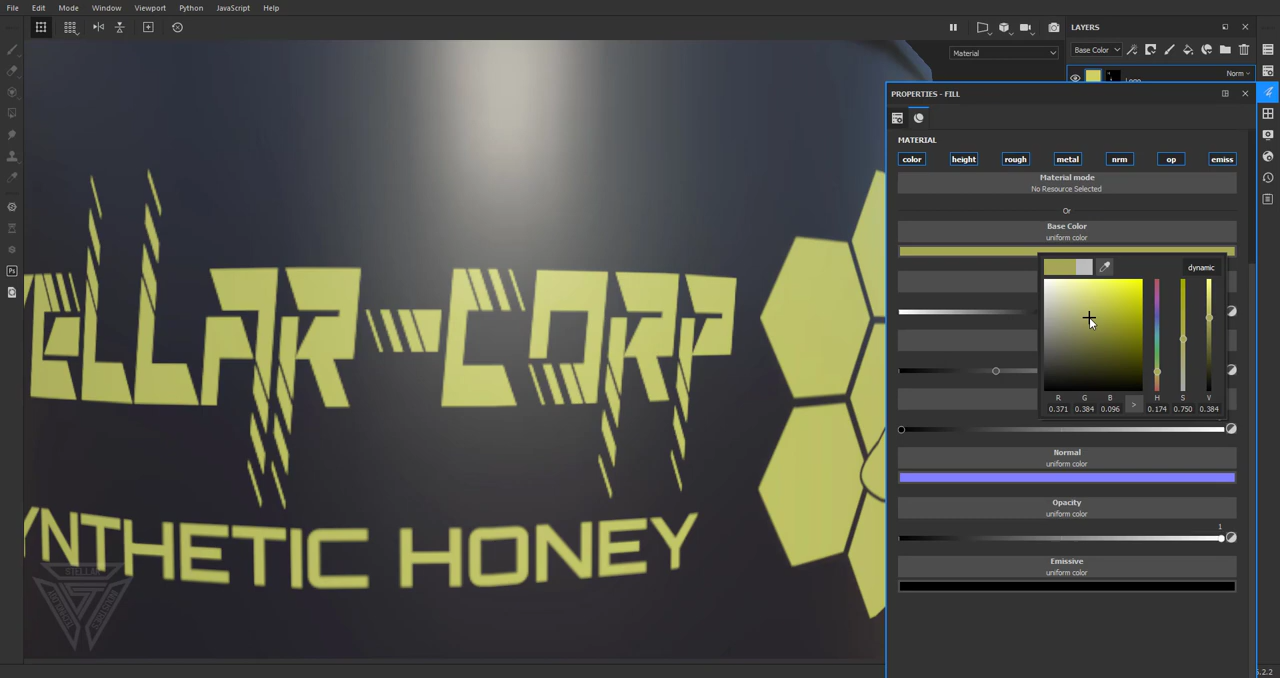 File Edit Mode Window Viewport Python JavaScript Help
LAYERS
Material
Base Color
Norm
PROPERTIES - FILL
MATERIAL
color height rough metal nrm op emiss
Material mode
No Resource Selected
Or
Base Color
uniform color
dynamic
R G B H S V
0.371 0.384 0.096 > 0.174 0.750 0.384
Normal
uniform color
Opacity
uniform color
1
Emissive
uniform color
ELLAR-CORP
YNTHETIC HONEY
STELLAR
Ps